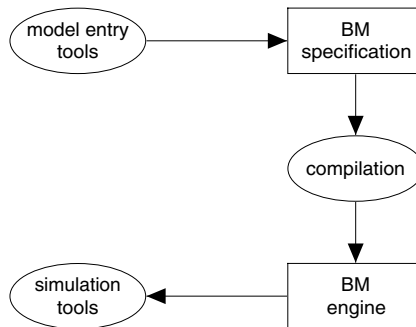 model entry
tools
BM
specification
compilation
simulation
tools
BM
engine